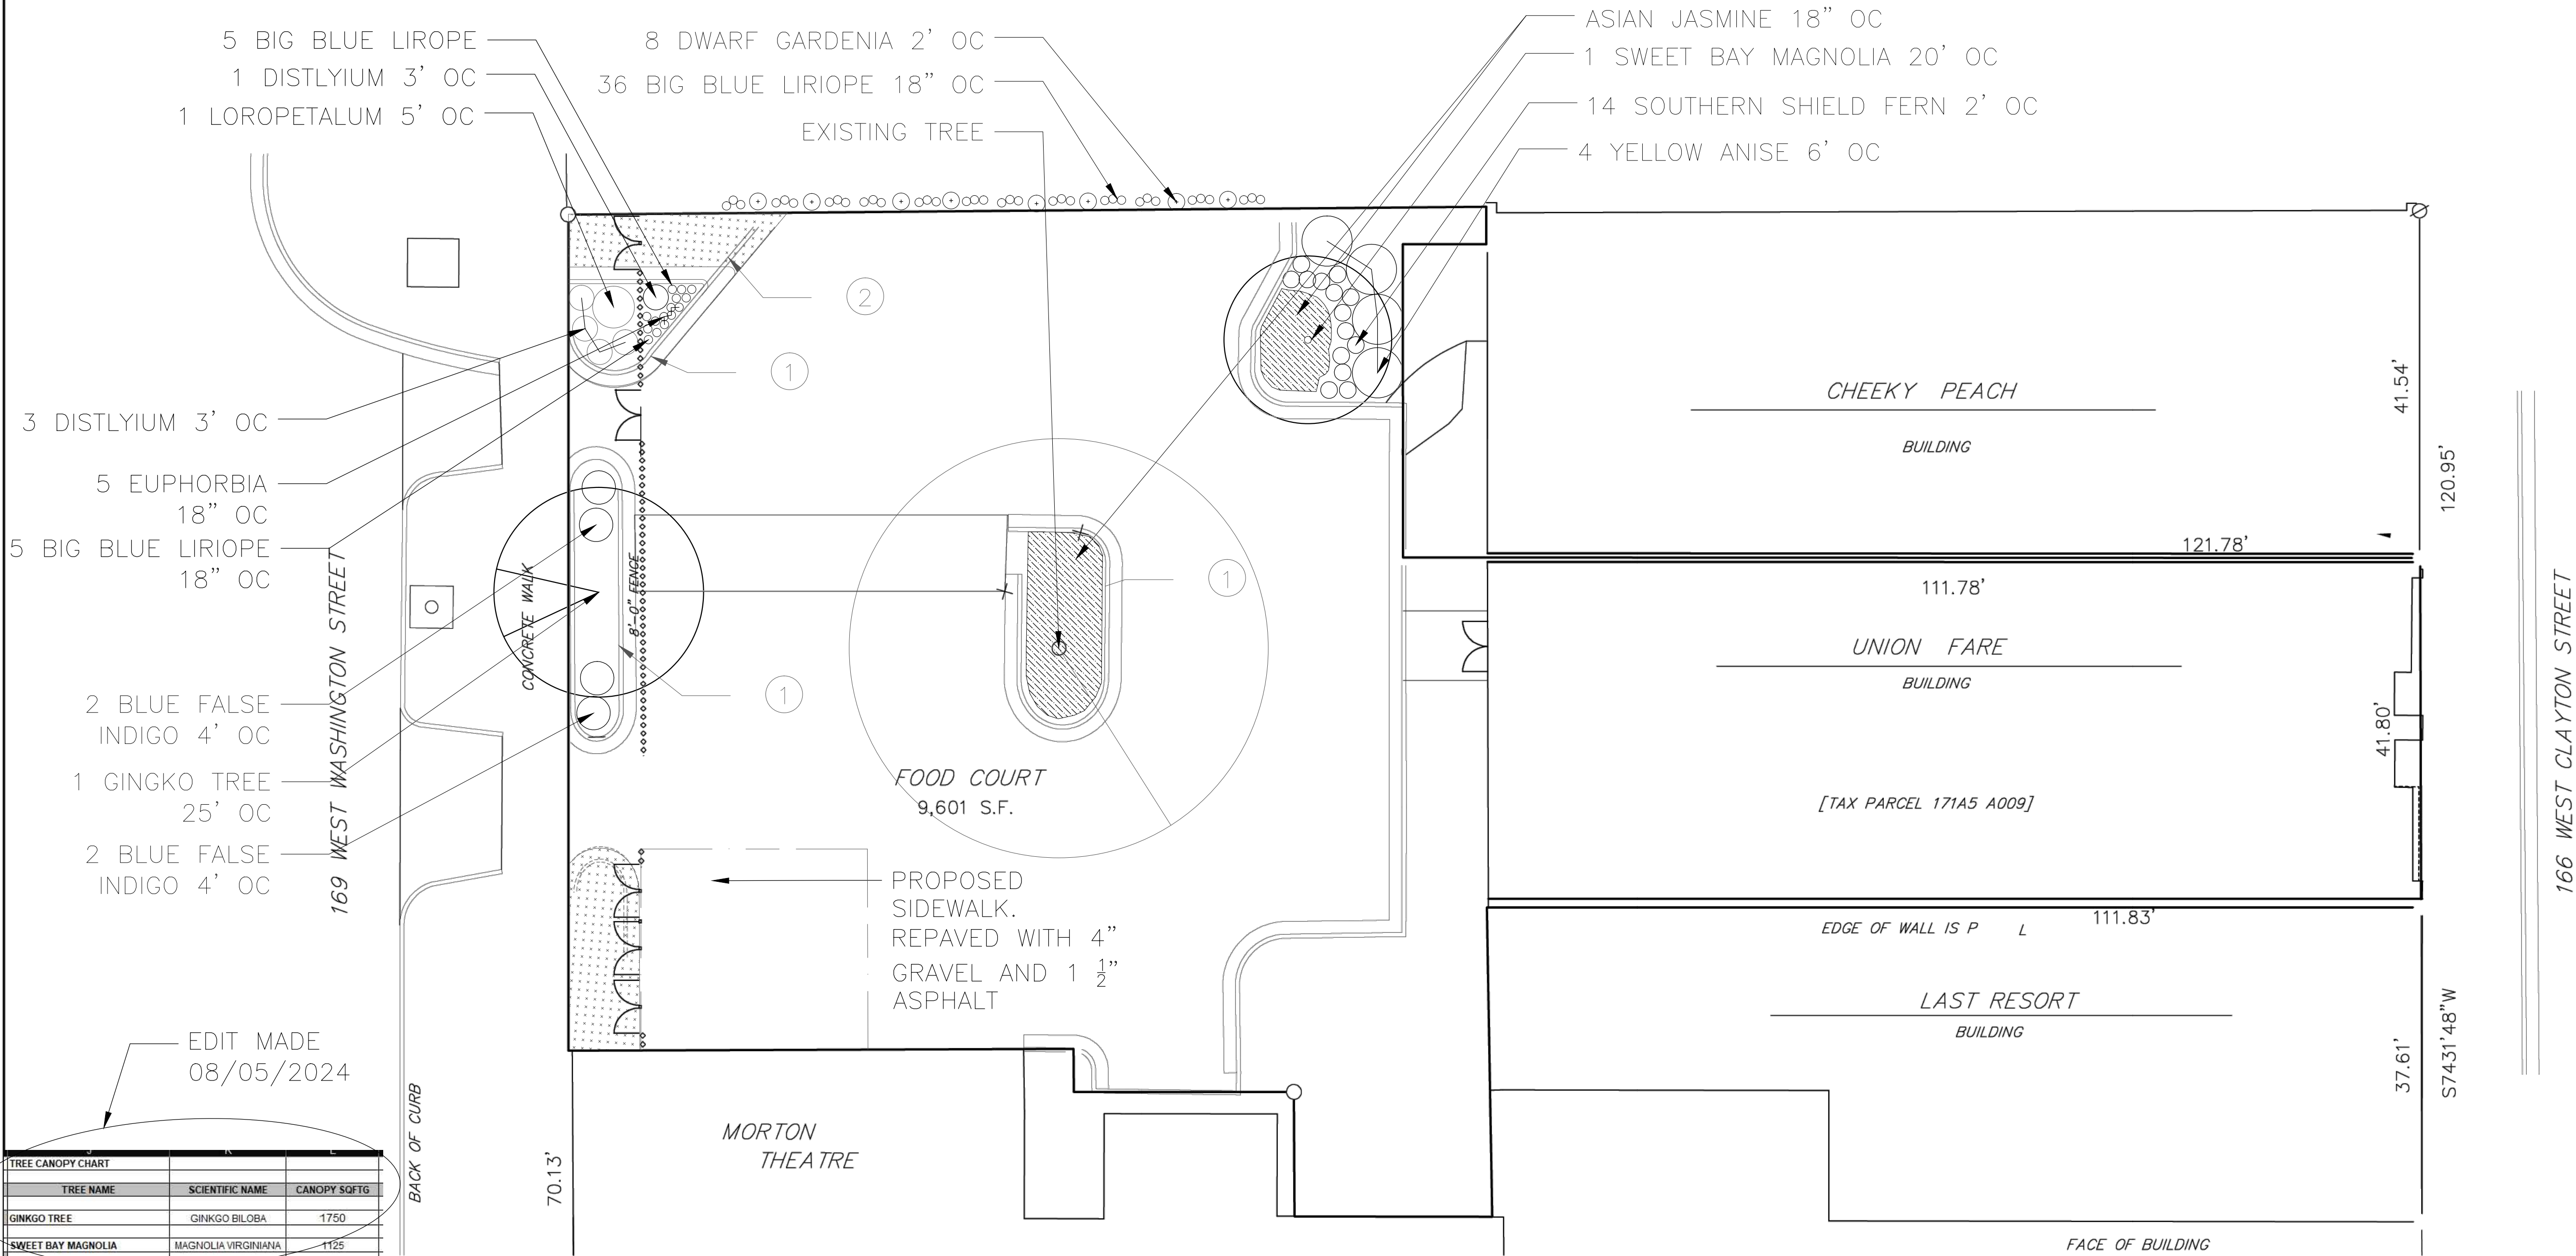 5 BIG BLUE LIROPE
1 DISTLYIUM 3' OC
1 LOROPETALUM 5' OC
8 DWARF GARDENIA 2' OC
36 BIG BLUE LIRIOPE 18" OC
EXISTING TREE
ASIAN JASMINE 18" OC
1 SWEET BAY MAGNOLIA 20' OC
14 SOUTHERN SHIELD FERN 2' OC
4 YELLOW ANISE 6' OC
2
1
3 DISTLYIUM 3' OC
5 EUPHORBIA
18" OC
5 BIG BLUE LIRIOPE
18" OC
2 BLUE FALSE
INDIGO 4' OC
1 GINGKO TREE
25' OC
2 BLUE FALSE
INDIGO 4' OC
169 WEST WASHINGTON STREET
CONCRETE WALK
8'-0" FENCE
1
1
FOOD COURT
9,601 S.F.
PROPOSED
SIDEWALK.
REPAVED WITH 4"
GRAVEL AND 1 1/2"
ASPHALT
CHEEKY PEACH
BUILDING
41.54'
120.95'
121.78'
111.78'
UNION FARE
BUILDING
41.80'
[TAX PARCEL 171A5 A009]
166 WEST CLAYTON STREET
111.83'
EDGE OF WALL IS P L
LAST RESORT
BUILDING
37.61'
S7431'48"W
FACE OF BUILDING
MORTON
THEATRE
70.13'
BACK OF CURB
EDIT MADE
08/05/2024
J K L
TREE CANOPY CHART
TREE NAME SCIENTIFIC NAME CANOPY SQFTG
GINKGO TREE GINKGO BILOBA 1750
SWEET BAY MAGNOLIA MAGNOLIA VIRGINIANA 1125